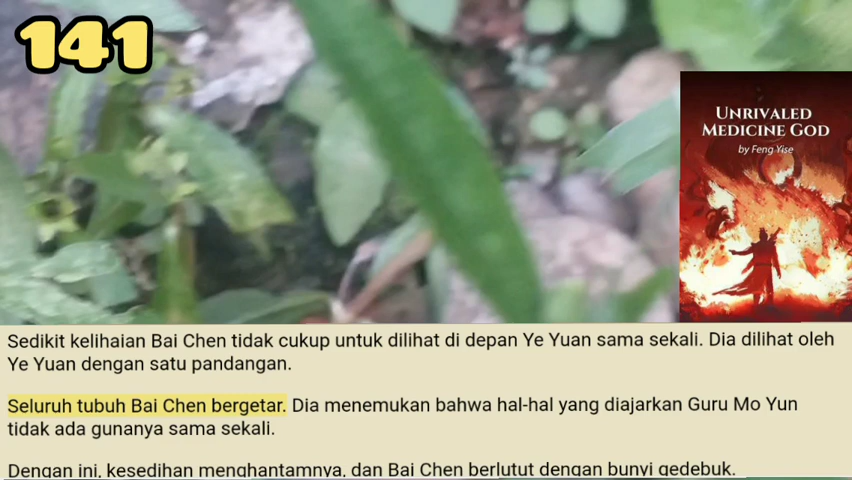 141
UNRIVALED
MEDICINE GOD
by Feng Yise
Sedikit kelihaian Bai Chen tidak cukup untuk dilihat di depan Ye Yuan sama sekali. Dia dilihat oleh
Ye Yuan dengan satu pandangan.
Seluruh tubuh Bai Chen bergetar. Dia menemukan bahwa hal-hal yang diajarkan Guru Mo Yun
tidak ada gunanya sama sekali.
Dengan ini, kesedihan menghantamnya, dan Bai Chen berlutut dengan bunyi gedebuk.